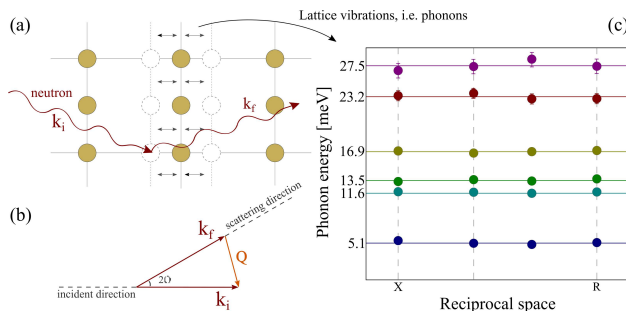 (a)
Lattice vibrations, i.e. phonons
(c)
neutron
k_i
k_f
(b)
k_f
scattering direction
Q
2Θ
incident direction
k_i
Phonon energy [meV]
27.5
23.2
16.9
13.5
11.6
5.1
X
R
Reciprocal space